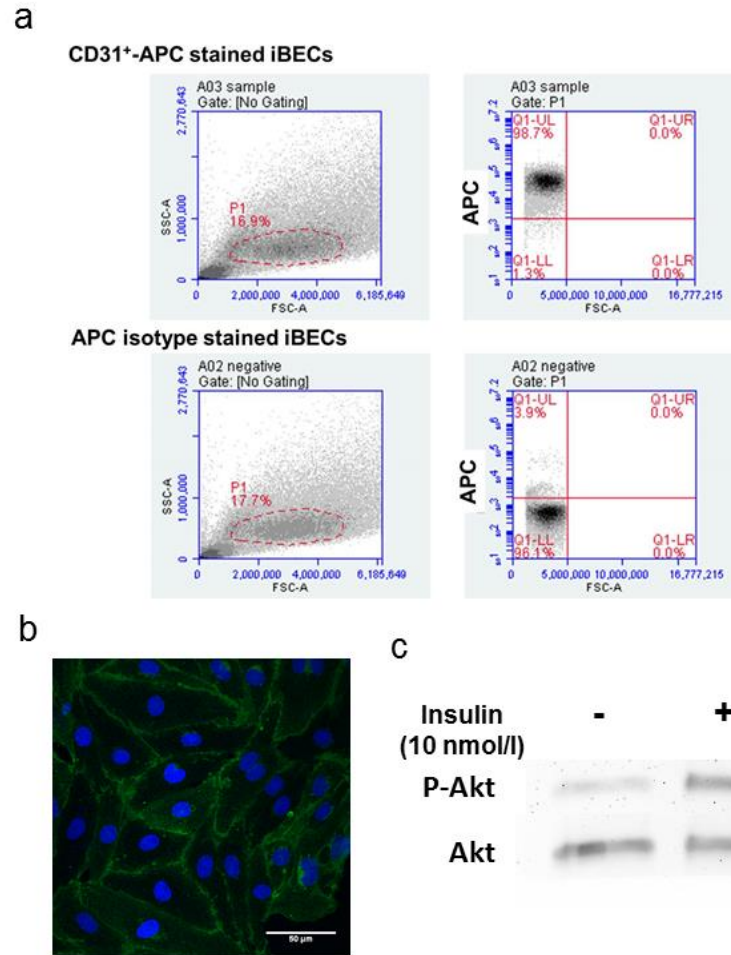 a
CD31⁺-APC stained iBECs
A03 sample
Gate: [No Gating]
2,770,643
1,000,000
0
SSC-A
P1
16.9%
0 2,000,000 4,000,000 6,185,649
FSC-A
A03 sample
Gate: P1
Q1-UL
98.7%
Q1-UR
0.0%
Q1-LL
1.3%
Q1-LR
0.0%
APC
0 5,000,000 10,000,000 16,777,215
FSC-A
APC isotype stained iBECs
A02 negative
Gate: [No Gating]
2,770,643
1,000,000
0
SSC-A
P1
17.7%
0 2,000,000 4,000,000 6,185,649
FSC-A
A02 negative
Gate: P1
Q1-UL
3.9%
Q1-UR
0.0%
Q1-LL
96.1%
Q1-LR
0.0%
APC
0 5,000,000 10,000,000 16,777,215
FSC-A
b
50 µm
c
Insulin - +
(10 nmol/l)
P-Akt
Akt